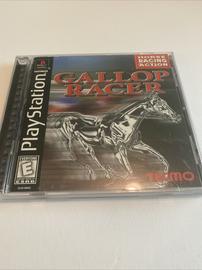 PlayStation
HORSE
RACING
ACTION
GALLOP
RACER
TECMO
E